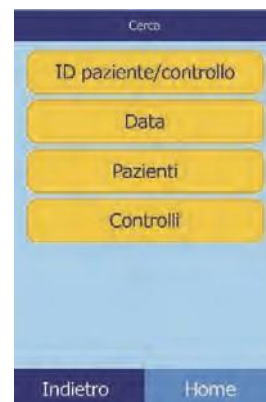 Cerca
ID paziente/controllo
Data
Pazienti
Controlli
Indietro Home